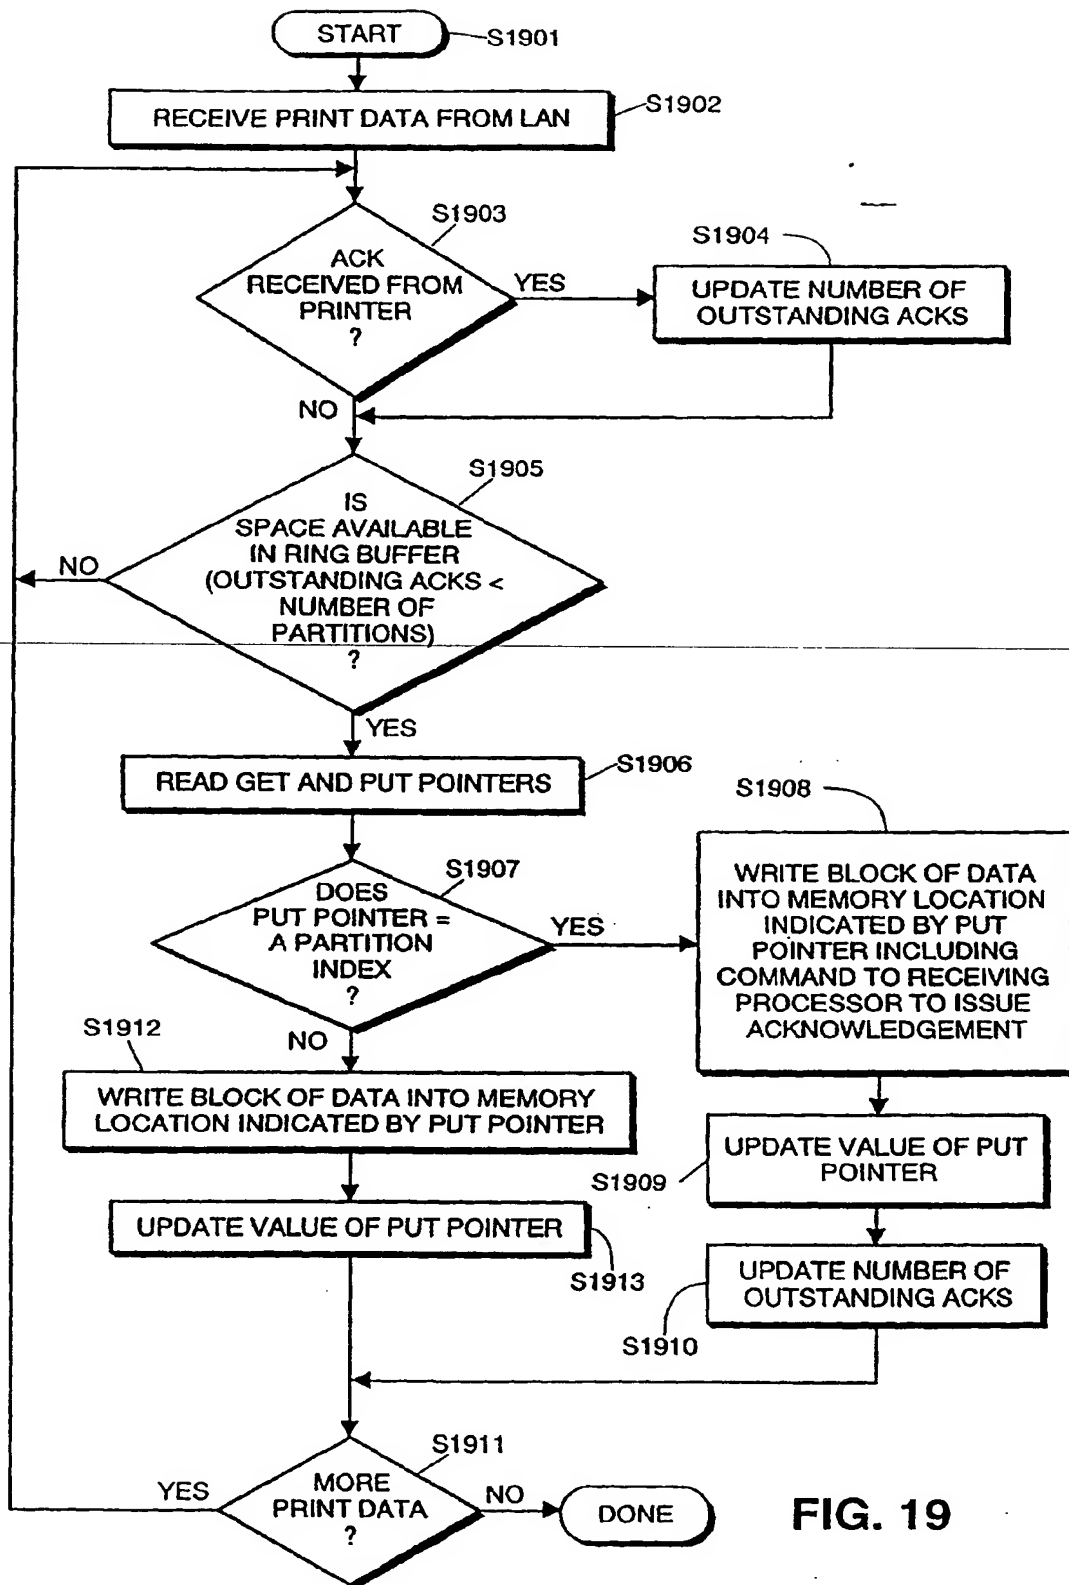 START
S1901
RECEIVE PRINT DATA FROM LAN
S1902
ACK
RECEIVED FROM
PRINTER
?
S1903
YES
NO
S1904
UPDATE NUMBER OF
OUTSTANDING ACKS
S1905
IS
SPACE AVAILABLE
IN RING BUFFER
(OUTSTANDING ACKS <
NUMBER OF
PARTITIONS)
?
NO
YES
READ GET AND PUT POINTERS
S1906
S1907
DOES
PUT POINTER =
A PARTITION
INDEX
?
YES
NO
S1908
WRITE BLOCK OF DATA
INTO MEMORY LOCATION
INDICATED BY PUT
POINTER INCLUDING
COMMAND TO RECEIVING
PROCESSOR TO ISSUE
ACKNOWLEDGEMENT
S1912
WRITE BLOCK OF DATA INTO MEMORY
LOCATION INDICATED BY PUT POINTER
UPDATE VALUE OF PUT
POINTER
S1909
UPDATE VALUE OF PUT POINTER
S1913
UPDATE NUMBER OF
OUTSTANDING ACKS
S1910
S1911
MORE
PRINT DATA
?
YES
NO
DONE
FIG. 19